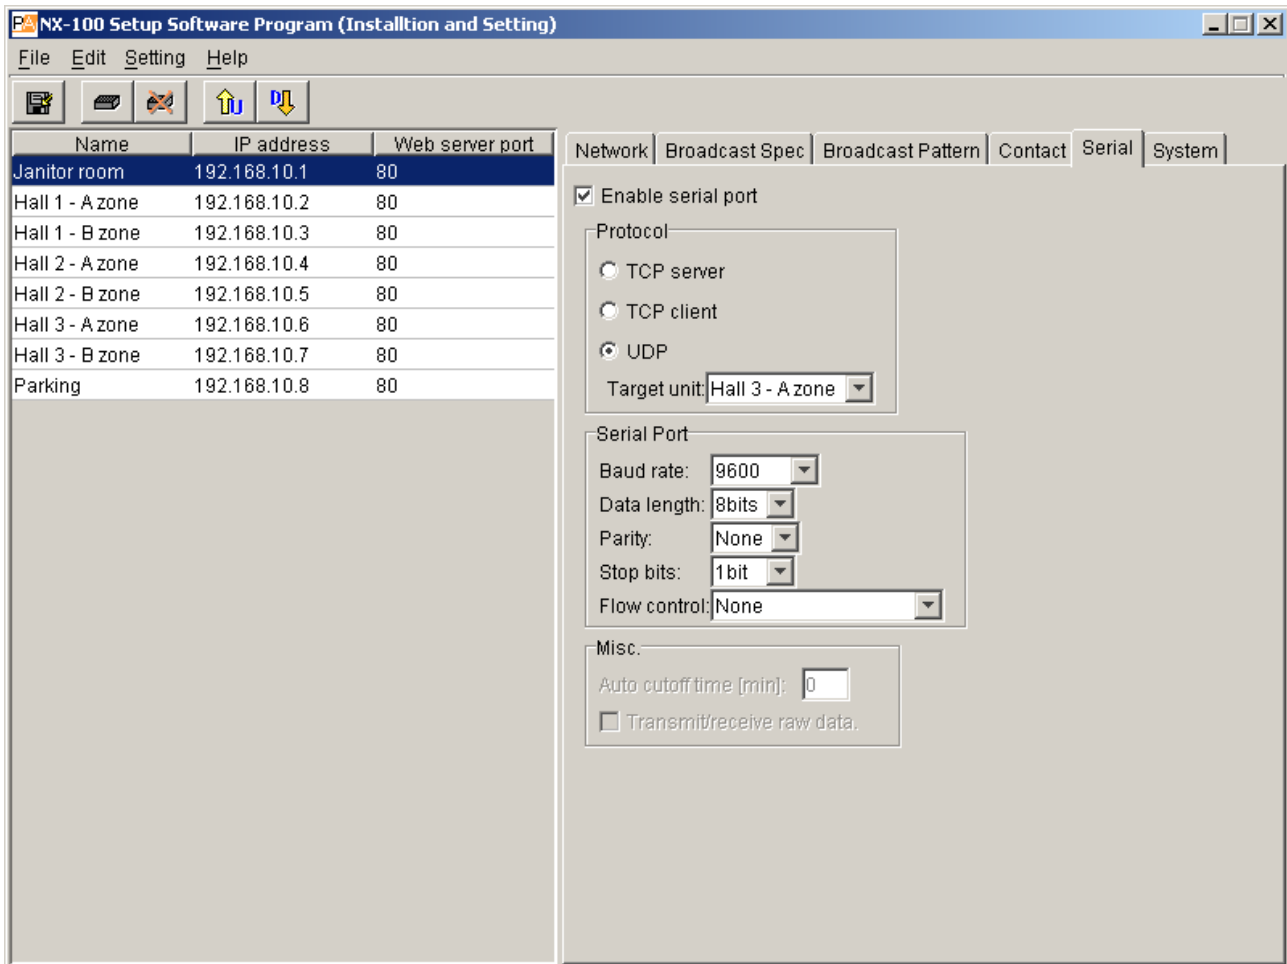 NX-100 Setup Software Program (Installtion and Setting)
File Edit Setting Help
U D
Name IP address Web server port
Janitor room 192.168.10.1 80
Hall 1 - A zone 192.168.10.2 80
Hall 1 - B zone 192.168.10.3 80
Hall 2 - A zone 192.168.10.4 80
Hall 2 - B zone 192.168.10.5 80
Hall 3 - A zone 192.168.10.6 80
Hall 3 - B zone 192.168.10.7 80
Parking 192.168.10.8 80
Network Broadcast Spec Broadcast Pattern Contact Serial System
Enable serial port
Protocol
TCP server
TCP client
UDP
Target unit: Hall 3 - A zone
Serial Port
Baud rate: 9600
Data length: 8bits
Parity: None
Stop bits: 1bit
Flow control: None
Misc.
Auto cutoff time [min]: 0
Transmit/receive raw data.